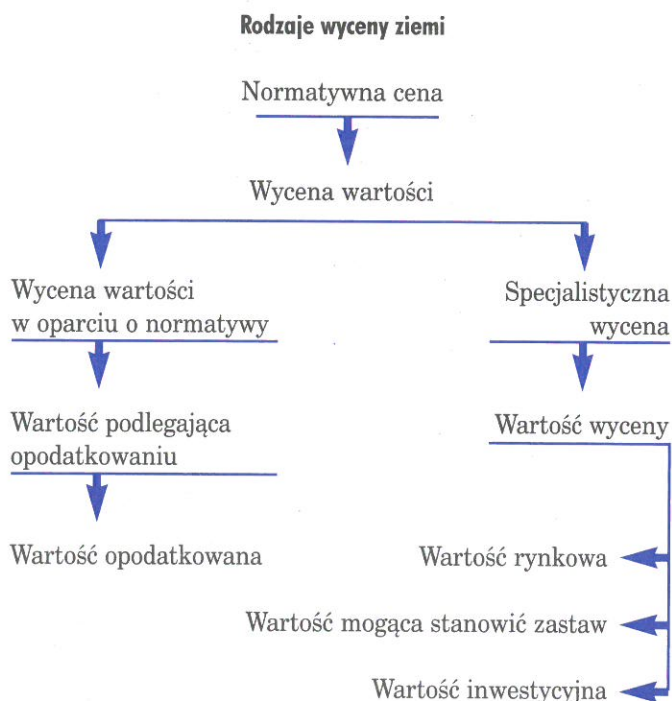 Rodzaje wyceny ziemi
Normatywna cena
Wycena wartości
Wycena wartości
w oparciu o normatywy
Specjalistyczna
wycena
Wartość podlegająca
opodatkowaniu
Wartość wyceny
Wartość opodatkowana
Wartość rynkowa
Wartość mogąca stanowić zastaw
Wartość inwestycyjna